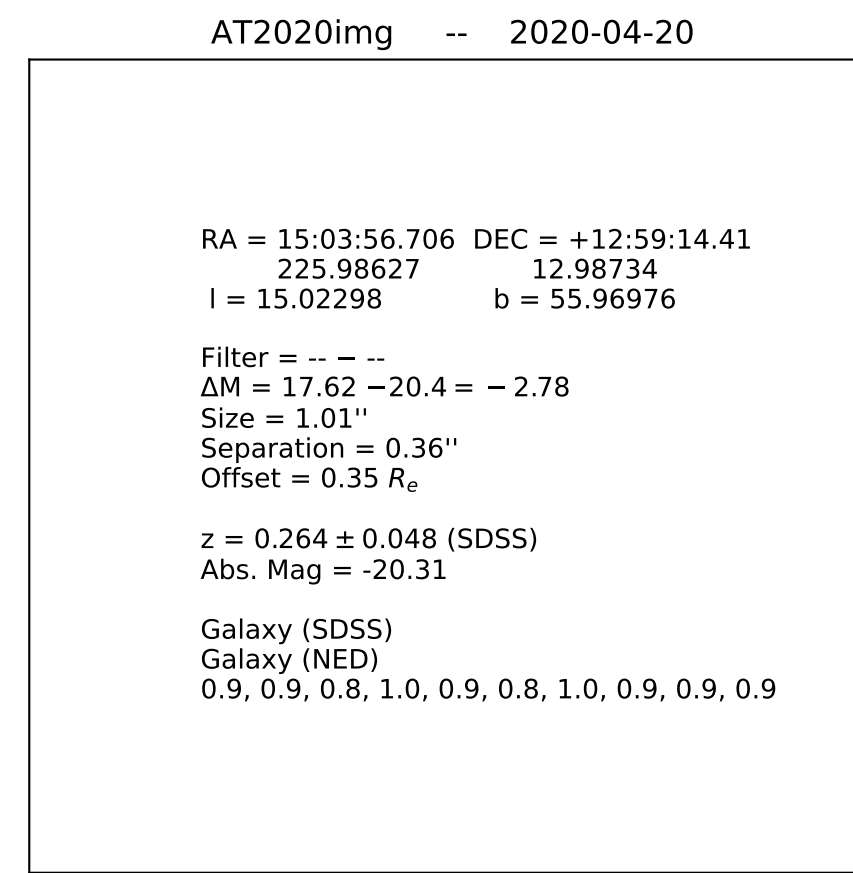 AT2020img -- 2020-04-20
RA = 15:03:56.706 DEC = +12:59:14.41
225.98627 12.98734
l = 15.02298 b = 55.96976
Filter = -- − --
ΔM = 17.62 −20.4 = − 2.78
Size = 1.01''
Separation = 0.36''
Offset = 0.35 Rₑ
z = 0.264 ± 0.048 (SDSS)
Abs. Mag = -20.31
Galaxy (SDSS)
Galaxy (NED)
0.9, 0.9, 0.8, 1.0, 0.9, 0.8, 1.0, 0.9, 0.9, 0.9